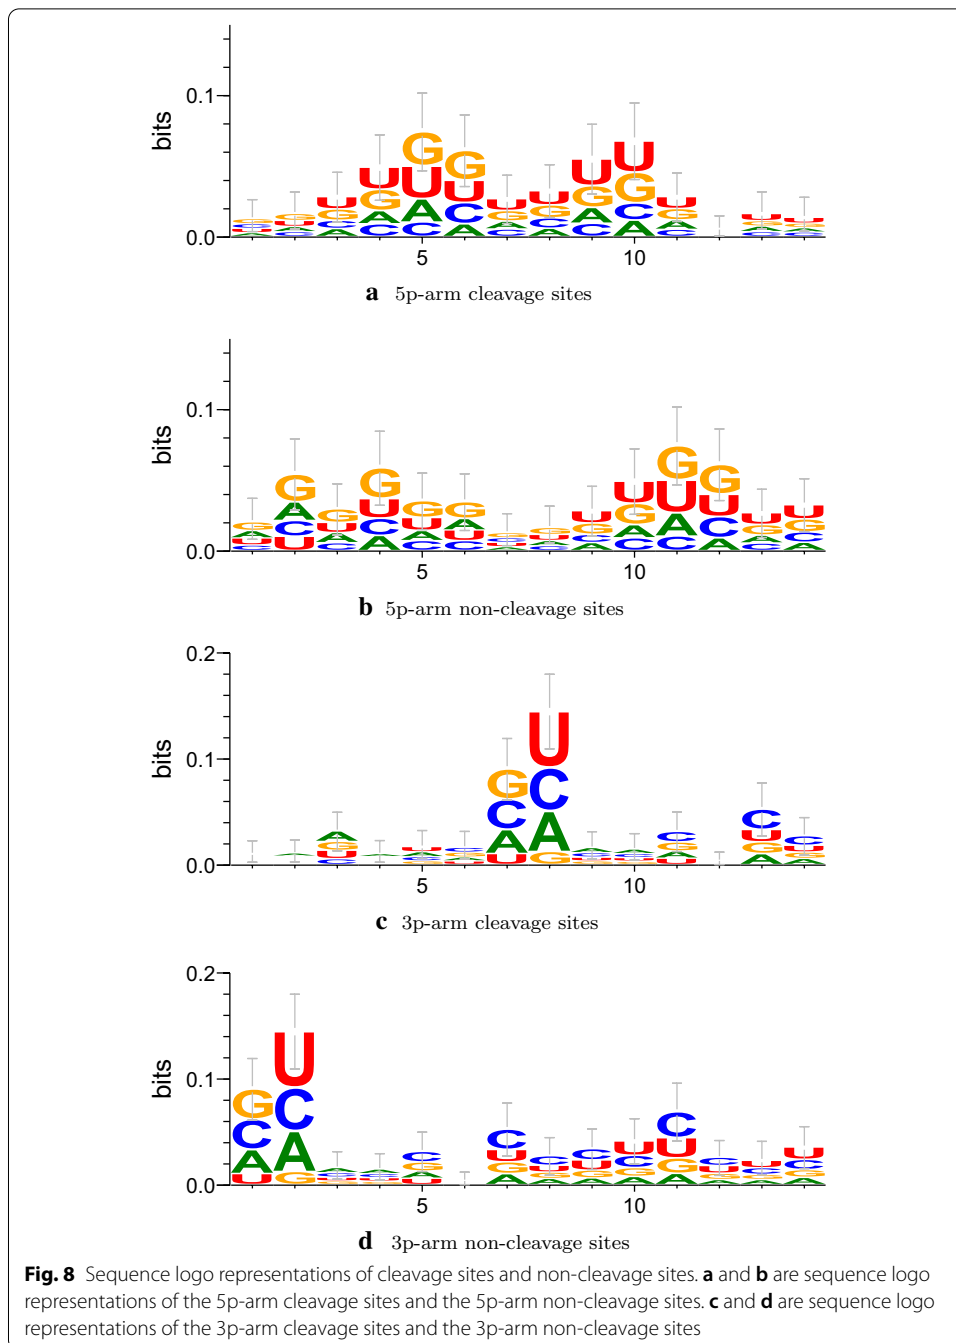 bits
0.1
0.0
5
10
a 5p-arm cleavage sites
bits
0.1
0.0
5
10
b 5p-arm non-cleavage sites
bits
0.2
0.1
0.0
5
10
c 3p-arm cleavage sites
bits
0.2
0.1
0.0
5
10
d 3p-arm non-cleavage sites
Fig. 8 Sequence logo representations of cleavage sites and non-cleavage sites. a and b are sequence logo
representations of the 5p-arm cleavage sites and the 5p-arm non-cleavage sites. c and d are sequence logo
representations of the 3p-arm cleavage sites and the 3p-arm non-cleavage sites